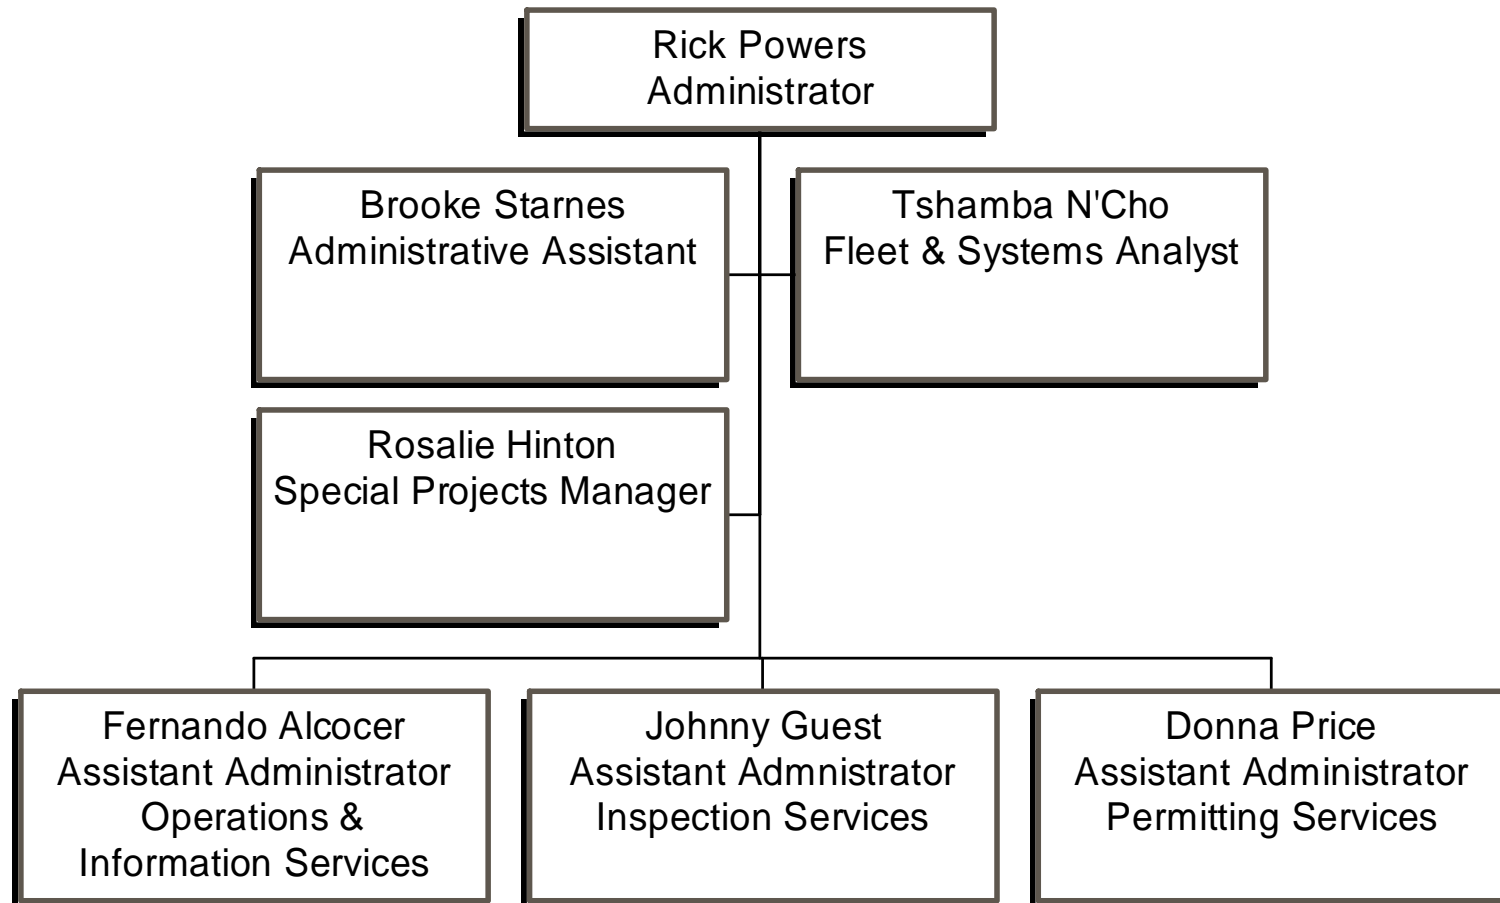 Rick Powers
Administrator
Brooke Starnes
Administrative Assistant
Tshamba N'Cho
Fleet & Systems Analyst
Rosalie Hinton
Special Projects Manager
Fernando Alcocer
Assistant Administrator
Operations &
Information Services
Johnny Guest
Assistant Admnistrator
Inspection Services
Donna Price
Assistant Administrator
Permitting Services